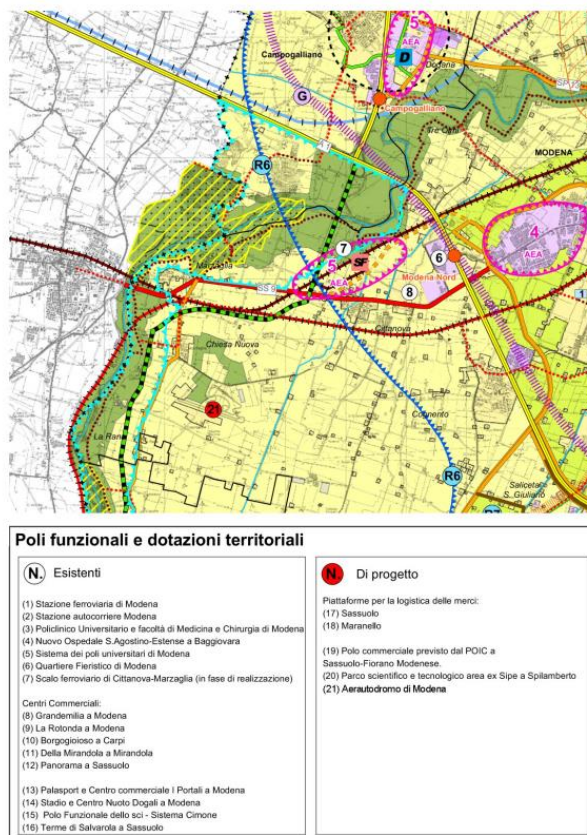 5
AEA
D
Campogalliano
Dogana
G
Campogalliano
A 1
R6
Tre Olmi
MODENA
4
AEA
7
SF
5
AEA
6
Modena Nord
8
Marzaglia
SS 9
Cittanova
1
Chiesa Nuova
21
La Rana
Cognento
R6
Saliceta
S. Giuliano
Poli funzionali e dotazioni territoriali
N. Esistenti
(1) Stazione ferroviaria di Modena
(2) Stazione autocorriere Modena
(3) Policlinico Universitario e facoltà di Medicina e Chirurgia di Modena
(4) Nuovo Ospedale S.Agostino-Estense a Baggiovara
(5) Sistema dei poli universitari di Modena
(6) Quartiere Fieristico di Modena
(7) Scalo ferroviario di Cittanova-Marzaglia (in fase di realizzazione)
Centri Commerciali:
(8) Grandemilia a Modena
(9) La Rotonda a Modena
(10) Borgogioioso a Carpi
(11) Della Mirandola a Mirandola
(12) Panorama a Sassuolo
(13) Palasport e Centro commerciale I Portali a Modena
(14) Stadio e Centro Nuoto Dogali a Modena
(15) Polo Funzionale dello sci - Sistema Cimone
(16) Terme di Salvarola a Sassuolo
N. Di progetto
Piattaforme per la logistica delle merci:
(17) Sassuolo
(18) Maranello
(19) Polo commerciale previsto dal POIC a
Sassuolo-Fiorano Modenese.
(20) Parco scientifico e tecnologico area ex Sipe a Spilamberto
(21) Aerautodromo di Modena